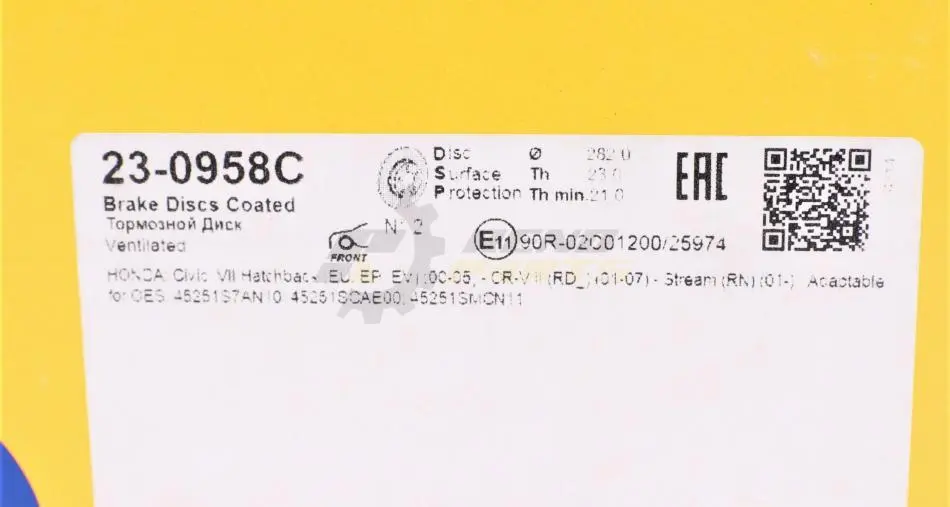 23-0958C
Disc Ø 282.0
Surface Th 23.0
Protection Th min.21.0
Brake Discs Coated
Тормозной Диск
Ventilated
N: 2
FRONT
EAC
E11 90R-02C01200/25974
HONDA: Civic VII Hatchback (EU, EP, EV) (00-05) - CR-V II (RD_) (01-07) - Stream (RN) (01-) Adaptable
for OES: 45251S7AN10, 45251SCAE00, 45251SMCN11